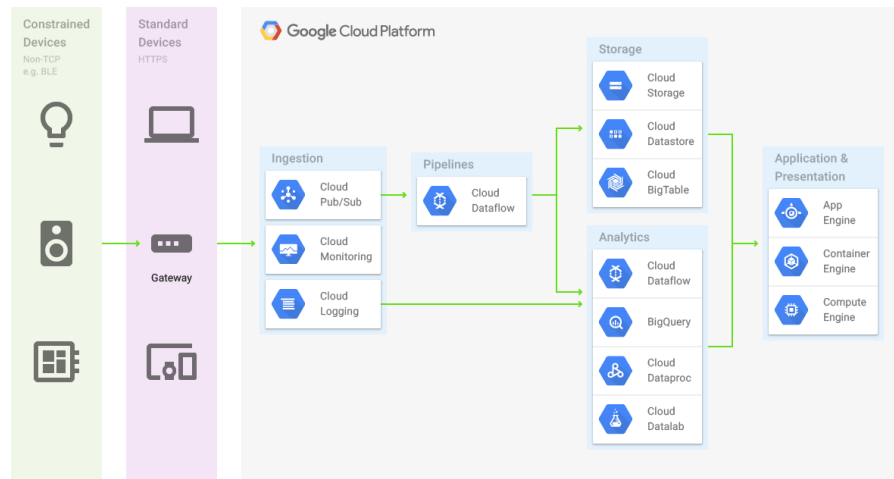 Constrained
Devices
Non-TCP
e.g. BLE
Standard
Devices
HTTPS
Gateway
Google Cloud Platform
Ingestion
Cloud
Pub/Sub
Cloud
Monitoring
Cloud
Logging
Pipelines
Cloud
Dataflow
Storage
Cloud
Storage
Cloud
Datastore
Cloud
BigTable
Analytics
Cloud
Dataflow
BigQuery
Cloud
Dataproc
Cloud
Datalab
Application &
Presentation
App
Engine
Container
Engine
Compute
Engine